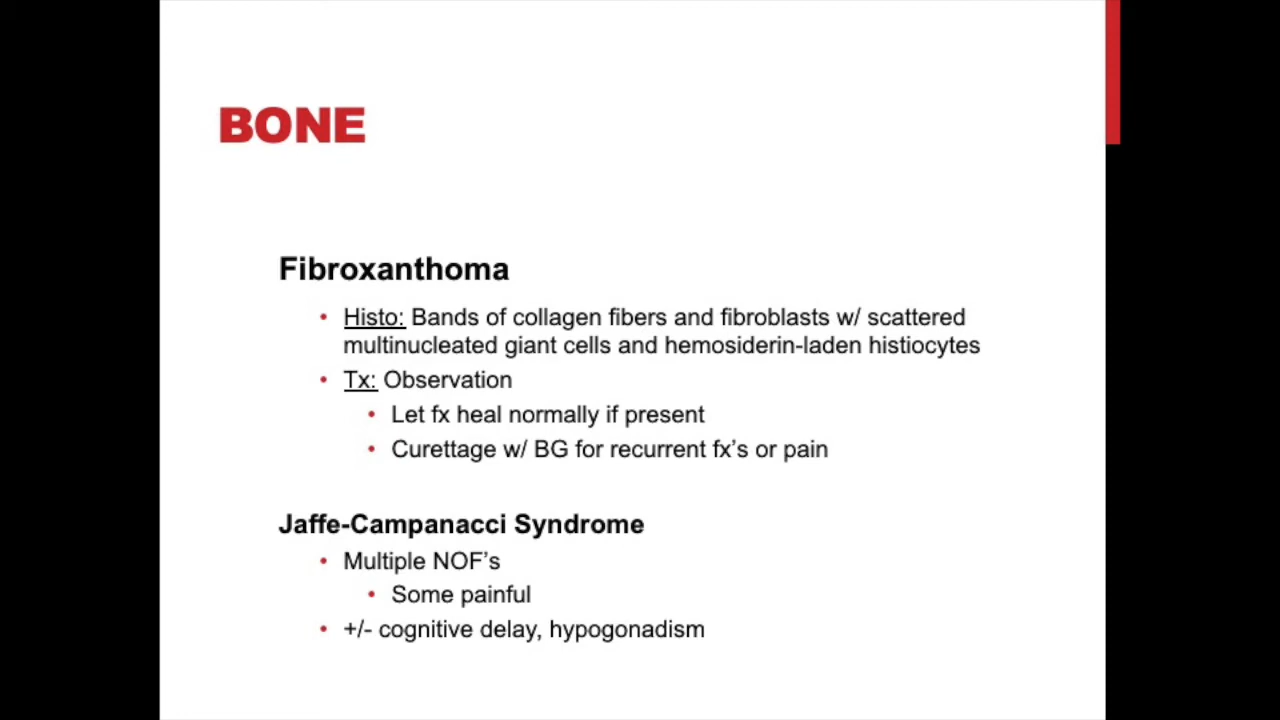 BONE
Fibroxanthoma
• Histo: Bands of collagen fibers and fibroblasts w/ scattered
multinucleated giant cells and hemosiderin-laden histiocytes
• Tx: Observation
• Let fx heal normally if present
• Curettage w/ BG for recurrent fx’s or pain
Jaffe-Campanacci Syndrome
• Multiple NOF’s
• Some painful
• +/- cognitive delay, hypogonadism